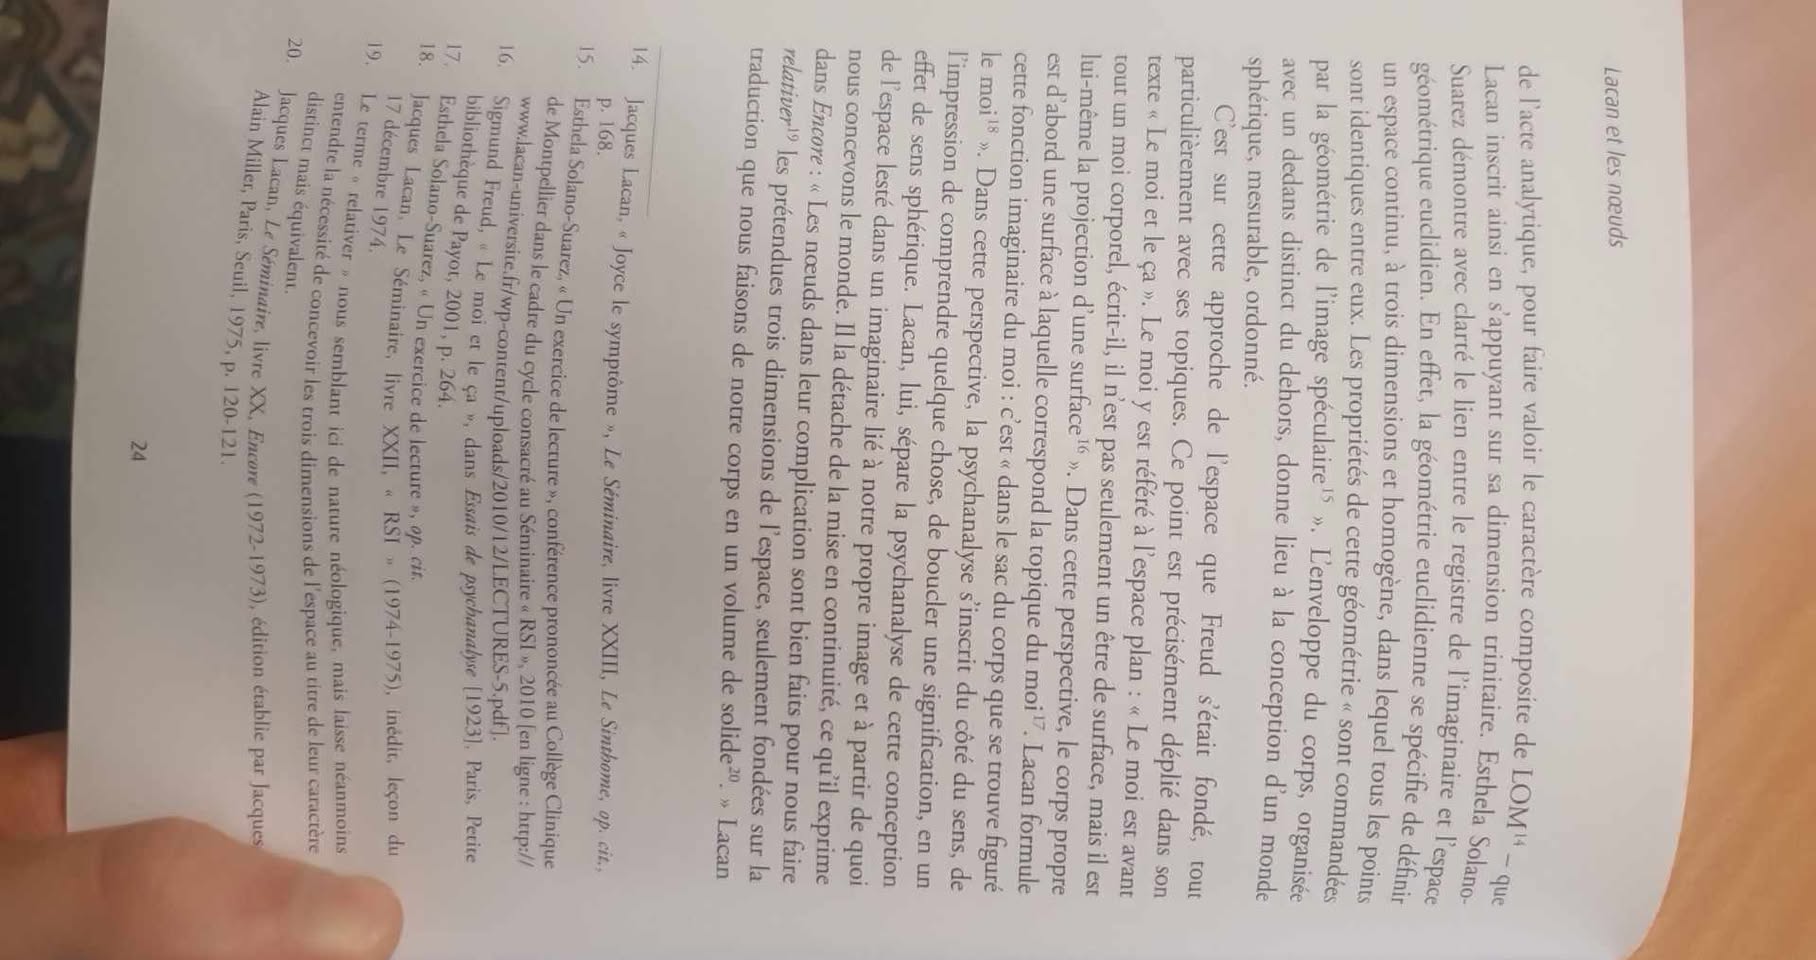 Lacan et les nœuds
de l'acte analytique, pour faire valoir le caractère composite de LOM14 – que
Lacan inscrit ainsi en s'appuyant sur sa dimension trinitaire. Esthela Solano-
Suarez démontre avec clarté le lien entre le registre de l'imaginaire et l'espace
géométrique euclidien. En effet, la géométrie euclidienne se spécifie de définir
un espace continu, à trois dimensions et homogène, dans lequel tous les points
sont identiques entre eux. Les propriétés de cette géométrie « sont commandées
par la géométrie de l'image spéculaire15 ». L'enveloppe du corps, organisée
avec un dedans distinct du dehors, donne lieu à la conception d'un monde
sphérique, mesurable, ordonné.
C'est sur cette approche de l'espace que Freud s'était fondé, tout
particulièrement avec ses topiques. Ce point est précisément déplié dans son
texte « Le moi et le ça ». Le moi y est référé à l'espace plan : « Le moi est avant
tout un moi corporel, écrit-il, il n'est pas seulement un être de surface, mais il est
lui-même la projection d'une surface16 ». Dans cette perspective, le corps propre
est d'abord une surface à laquelle correspond la topique du moi17. Lacan formule
cette fonction imaginaire du moi : c'est « dans le sac du corps que se trouve figuré
le moi18 ». Dans cette perspective, la psychanalyse s'inscrit du côté du sens, de
l'impression de comprendre quelque chose, de boucler une signification, en un
effet de sens sphérique. Lacan, lui, sépare la psychanalyse de cette conception
de l'espace lesté dans un imaginaire lié à notre propre image et à partir de quoi
nous concevons le monde. Il la détache de la mise en continuité, ce qu'il exprime
dans Encore : « Les nœuds dans leur complication sont bien faits pour nous faire
relativer19 les prétendues trois dimensions de l'espace, seulement fondées sur la
traduction que nous faisons de notre corps en un volume de solide20. » Lacan
14. Jacques Lacan, « Joyce le symptôme », Le Séminaire, livre XXIII, Le Sinthome, op. cit.,
p. 168.
15. Esthela Solano-Suarez, « Un exercice de lecture », conférence prononcée au Collège Clinique
de Montpellier dans le cadre du cycle consacré au Séminaire « RSI », 2010 [en ligne : http://
www.lacan-universite.fr/wp-content/uploads/2010/12/LECTURES-5.pdf].
16. Sigmund Freud, « Le moi et le ça », dans Essais de psychanalyse [1923], Paris, Petite
bibliothèque de Payot, 2001, p. 264.
17. Esthela Solano-Suarez, « Un exercice de lecture », op. cit.
18. Jacques Lacan, Le Séminaire, livre XXII, « RSI » (1974-1975), inédit, leçon du
17 décembre 1974.
19. Le terme « relativer » nous semblant ici de nature néologique, mais laisse néanmoins
entendre la nécessité de concevoir les trois dimensions de l'espace au titre de leur caractère
distinct mais équivalent.
20. Jacques Lacan, Le Séminaire, livre XX, Encore (1972-1973), édition établie par Jacques
Alain Miller, Paris, Seuil, 1975, p. 120-121.
24